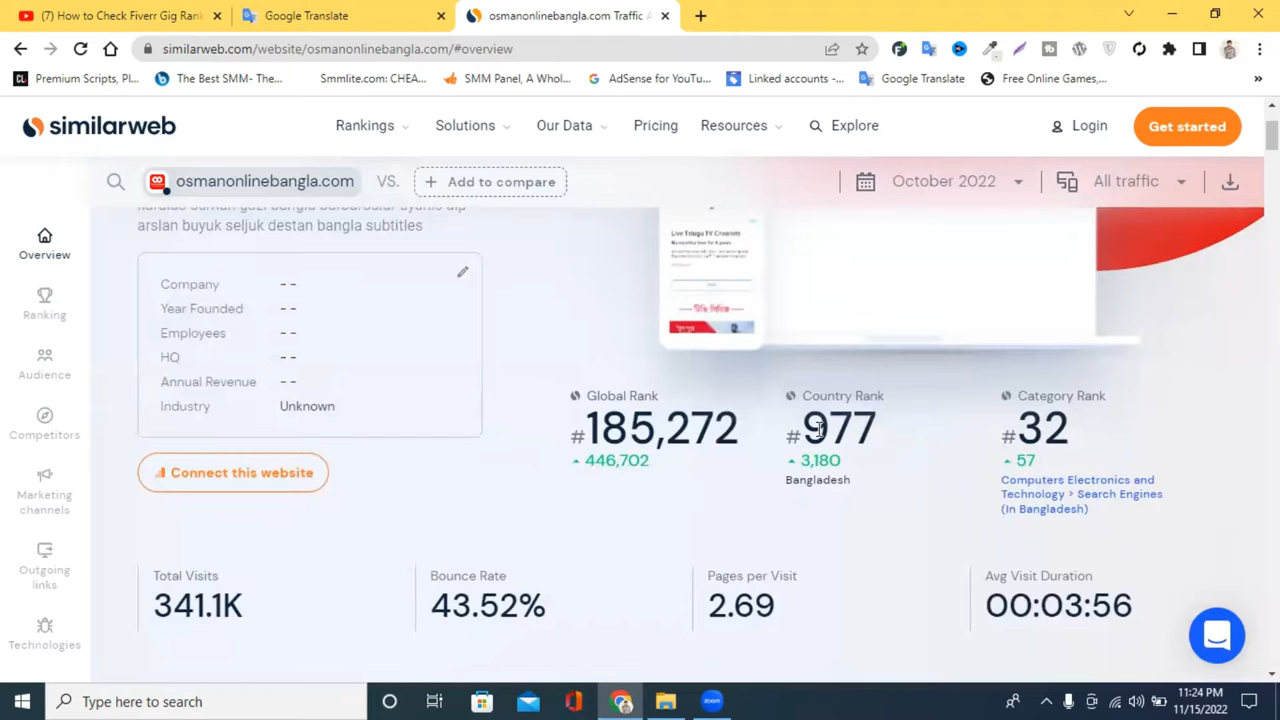 (7) How to Check Fiverr Gig Rank
Google Translate
osmanonlinebangla.com Traffic A
similarweb.com/website/osmanonlinebangla.com/#overview
Premium Scripts, Pl...
The Best SMM- The...
Smmlite.com: CHEA...
SMM Panel, A Whol...
AdSense for YouTu...
Linked accounts -...
Google Translate
Free Online Games,...
similarweb
Rankings
Solutions
Our Data
Pricing
Resources
Explore
Login
Get started
osmanonlinebangla.com
VS.
+ Add to compare
October 2022
All traffic
arslan buyuk seljuk destan bangla subtitles
Overview
Ranking
Audience
Competitors
Marketing
channels
Outgoing
links
Technologies
Company - -
Year Founded - -
Employees - -
HQ - -
Annual Revenue - -
Industry Unknown
Connect this website
Live Telugu TV Channels
Global Rank
#185,272
446,702
Country Rank
#977
3,180
Bangladesh
Category Rank
#32
57
Computers Electronics and
Technology > Search Engines
(In Bangladesh)
Total Visits
341.1K
Bounce Rate
43.52%
Pages per Visit
2.69
Avg Visit Duration
00:03:56
Type here to search
zoom
11:24 PM
11/15/2022